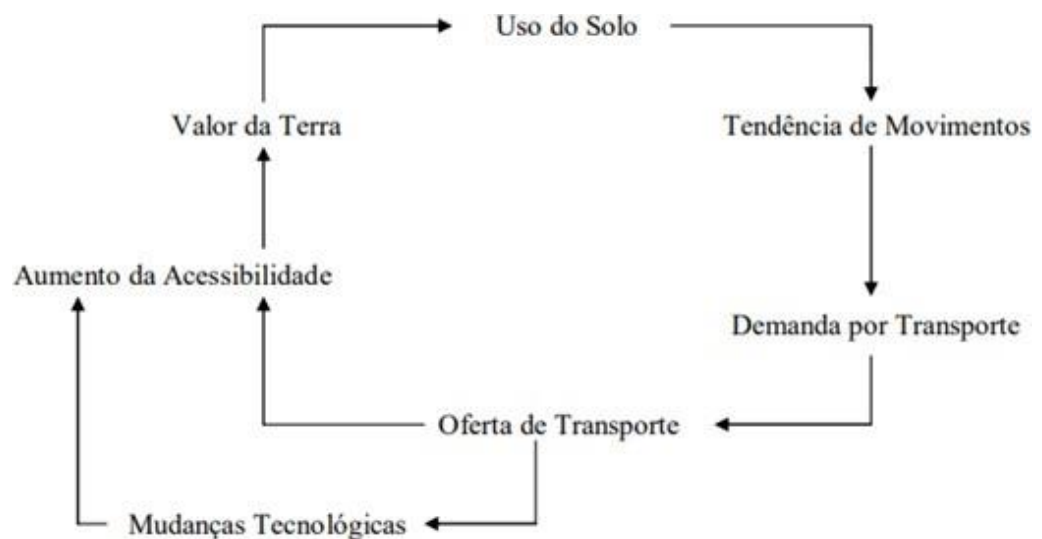 Uso do Solo
Valor da Terra
Tendência de Movimentos
Aumento da Acessibilidade
Demanda por Transporte
Oferta de Transporte
Mudanças Tecnológicas